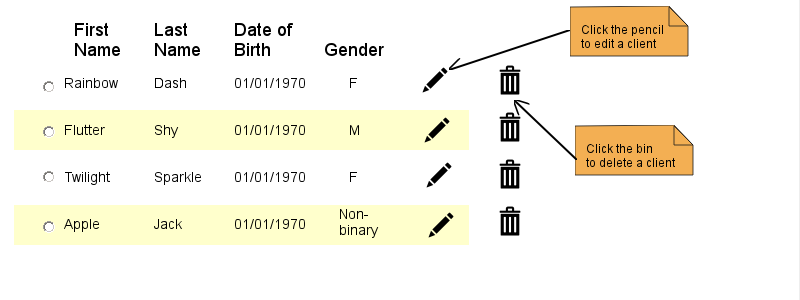 First Name Last Name Date of Birth Gender
Rainbow Dash 01/01/1970 F
Flutter Shy 01/01/1970 M
Twilight Sparkle 01/01/1970 F
Apple Jack 01/01/1970 Non-binary
Click the pencil
to edit a client
Click the bin
to delete a client